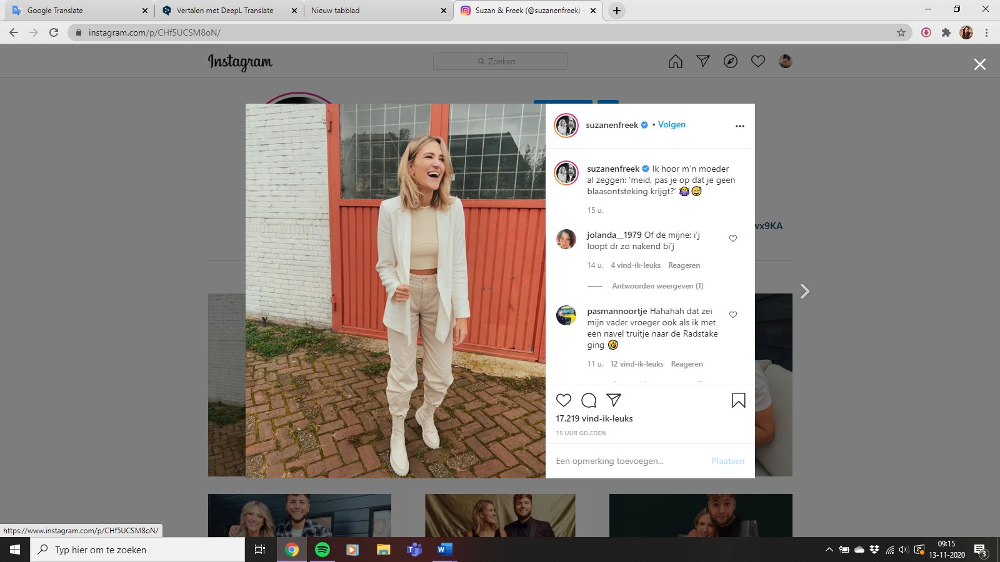 Google Translate
Vertalen met DeepL Translate
Nieuw tabblad
Suzan & Freek (@suzanenfreek)
instagram.com/p/CHf5UCSM8oN/
Instagram
Zoeken
suzanenfreek • Volgen
suzanenfreek Ik hoor m'n moeder
al zeggen: 'meid, pas je op dat je geen
blaasontsteking krijgt?' 🤷‍♀️😅
15 u.
jolanda__1979 Of de mijne: i'j
loopt dr zo nakend bi'j
14 u. 4 vind-ik-leuks Reageren
Antwoorden weergeven (1)
pasmannoortje Hahahah dat zei
mijn vader vroeger ook als ik met
een navel truitje naar de Radstake
ging 🤣
11 u. 12 vind-ik-leuks Reageren
17.219 vind-ik-leuks
15 UUR GELEDEN
Een opmerking toevoegen... Plaatsen
wx9KA
https://www.instagram.com/p/CHf5UCSM8oN/
Typ hier om te zoeken
09:15
13-11-2020
3